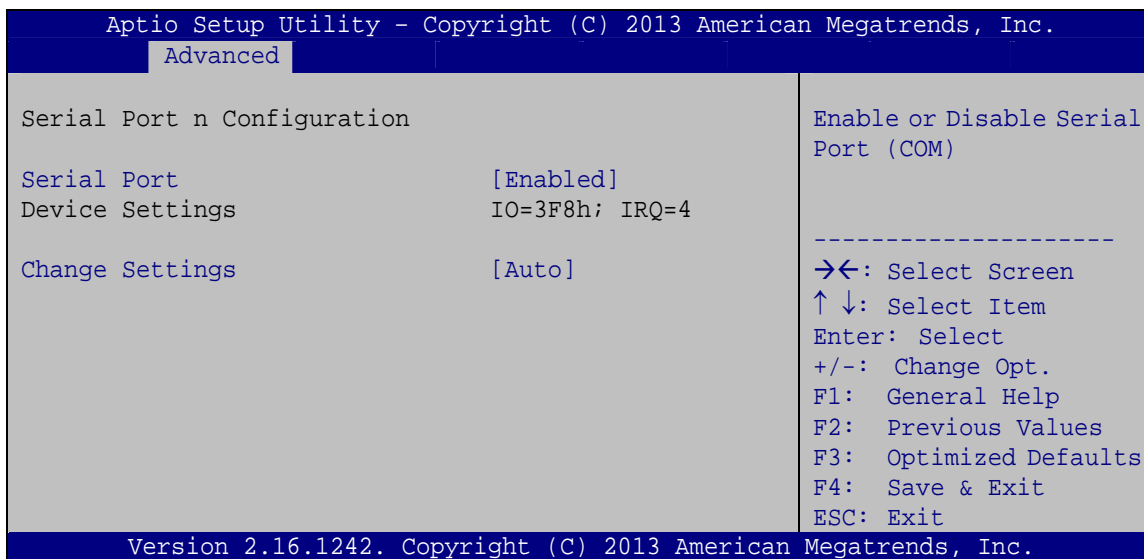 Aptio Setup Utility – Copyright (C) 2013 American Megatrends, Inc.
Advanced
Serial Port n Configuration
Serial Port [Enabled]
Device Settings IO=3F8h; IRQ=4
Change Settings [Auto]
Enable or Disable Serial
Port (COM)
---------------------
→←: Select Screen
↑ ↓: Select Item
Enter: Select
+/-: Change Opt.
F1: General Help
F2: Previous Values
F3: Optimized Defaults
F4: Save & Exit
ESC: Exit
Version 2.16.1242. Copyright (C) 2013 American Megatrends, Inc.